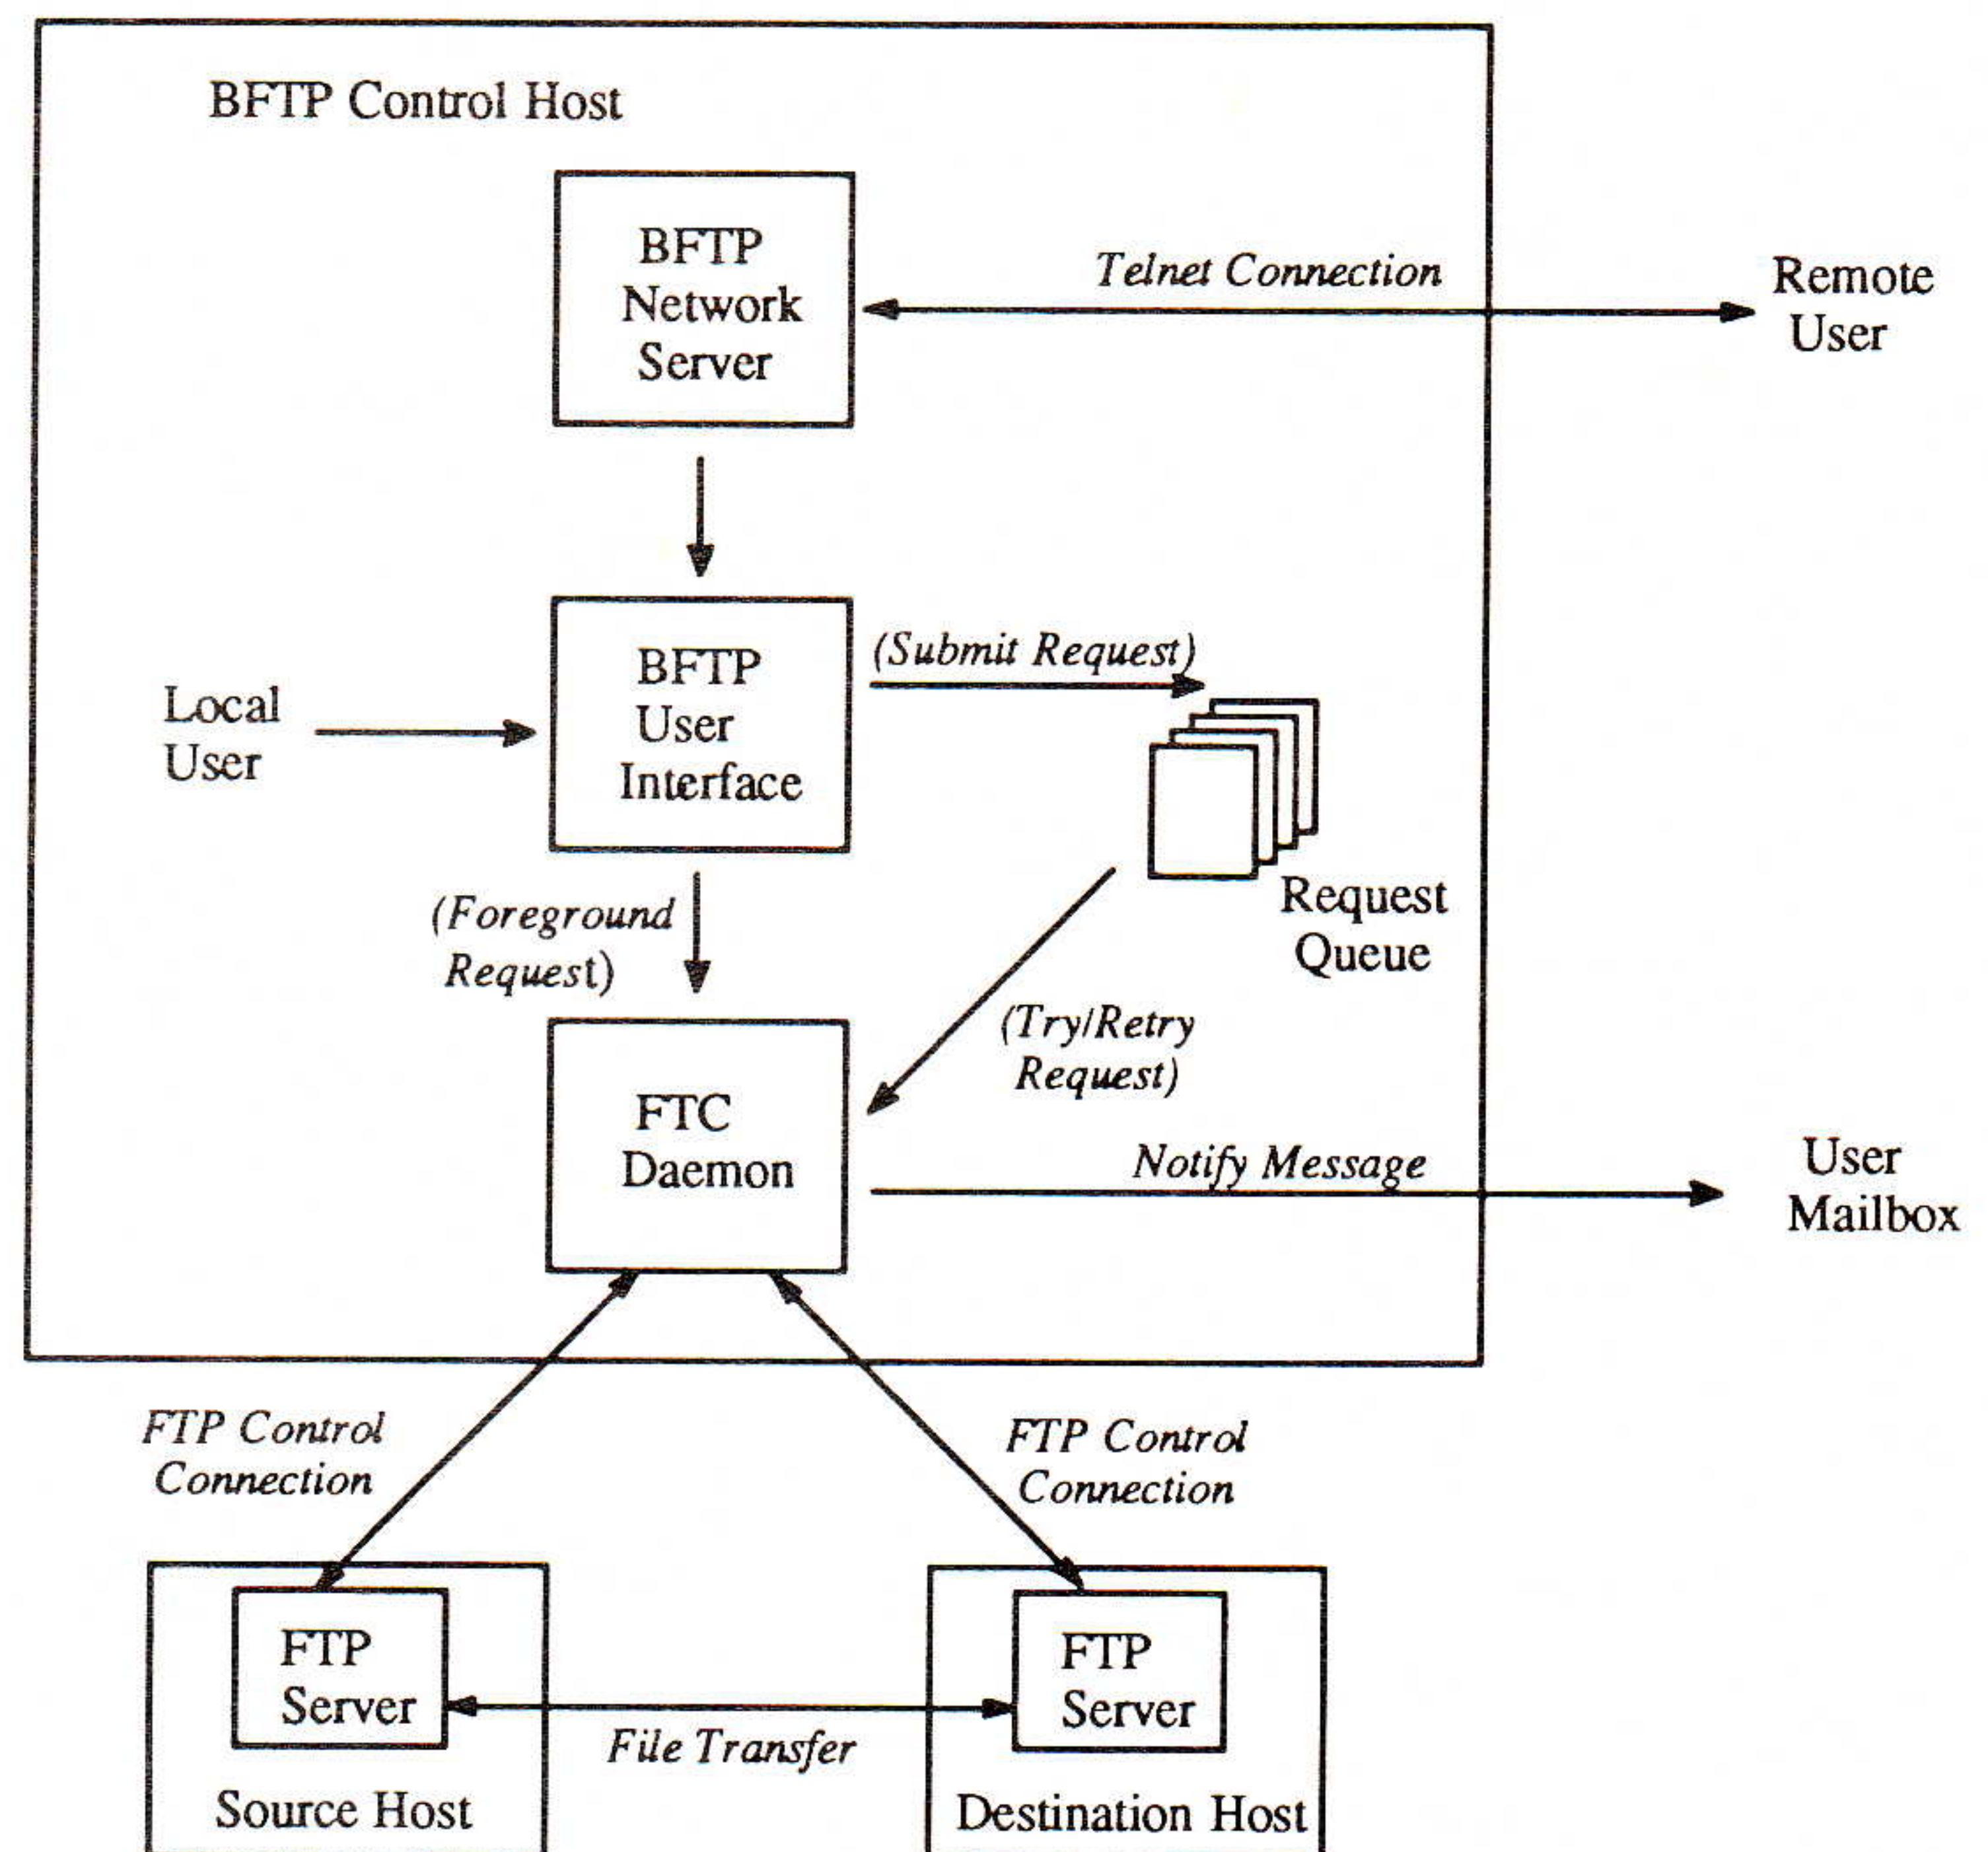 BFTP Control Host
BFTP
Network
Server
Telnet Connection
Remote
User
Local
User
BFTP
User
Interface
(Submit Request)
Request
Queue
(Foreground
Request)
(Try/Retry
Request)
FTC
Daemon
Notify Message
User
Mailbox
FTP Control
Connection
FTP Control
Connection
FTP
Server
File Transfer
FTP
Server
Source Host
Destination Host